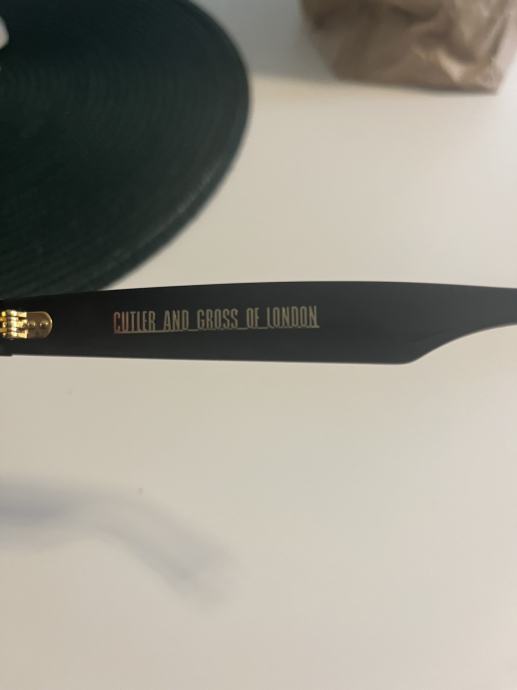 CUTLER AND GROSS OF LONDON